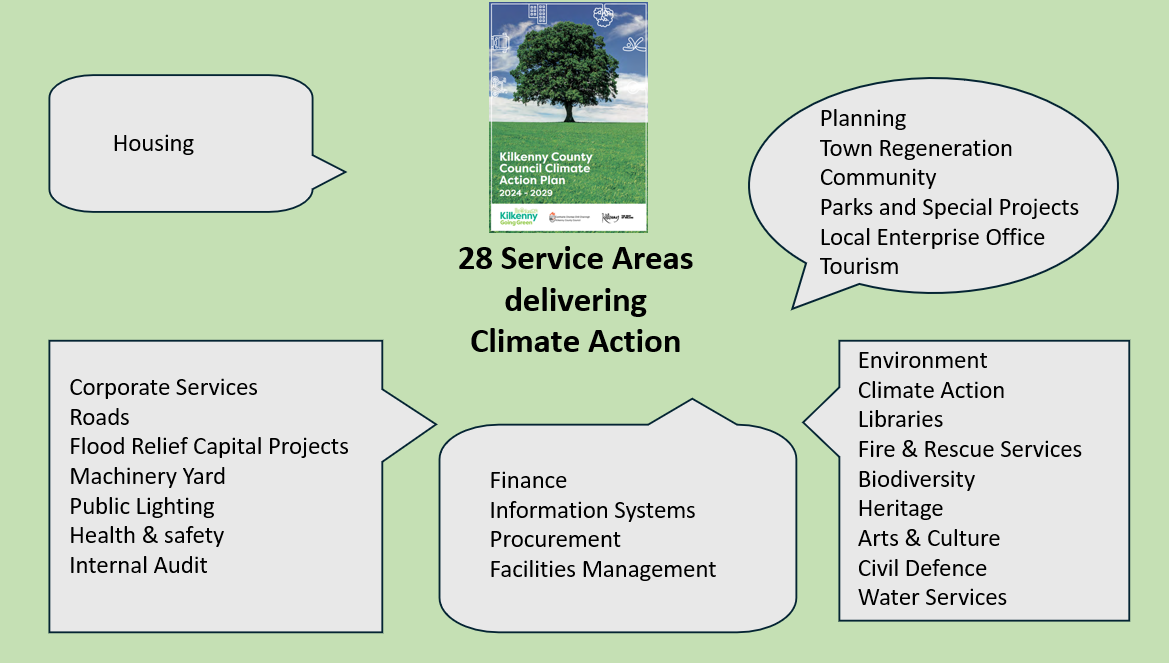 Kilkenny County
Council Climate
Action Plan
2024 - 2029
Kilkenny
Going Green
28 Service Areas
delivering
Climate Action
Housing
Planning
Town Regeneration
Community
Parks and Special Projects
Local Enterprise Office
Tourism
Corporate Services
Roads
Flood Relief Capital Projects
Machinery Yard
Public Lighting
Health & safety
Internal Audit
Finance
Information Systems
Procurement
Facilities Management
Environment
Climate Action
Libraries
Fire & Rescue Services
Biodiversity
Heritage
Arts & Culture
Civil Defence
Water Services